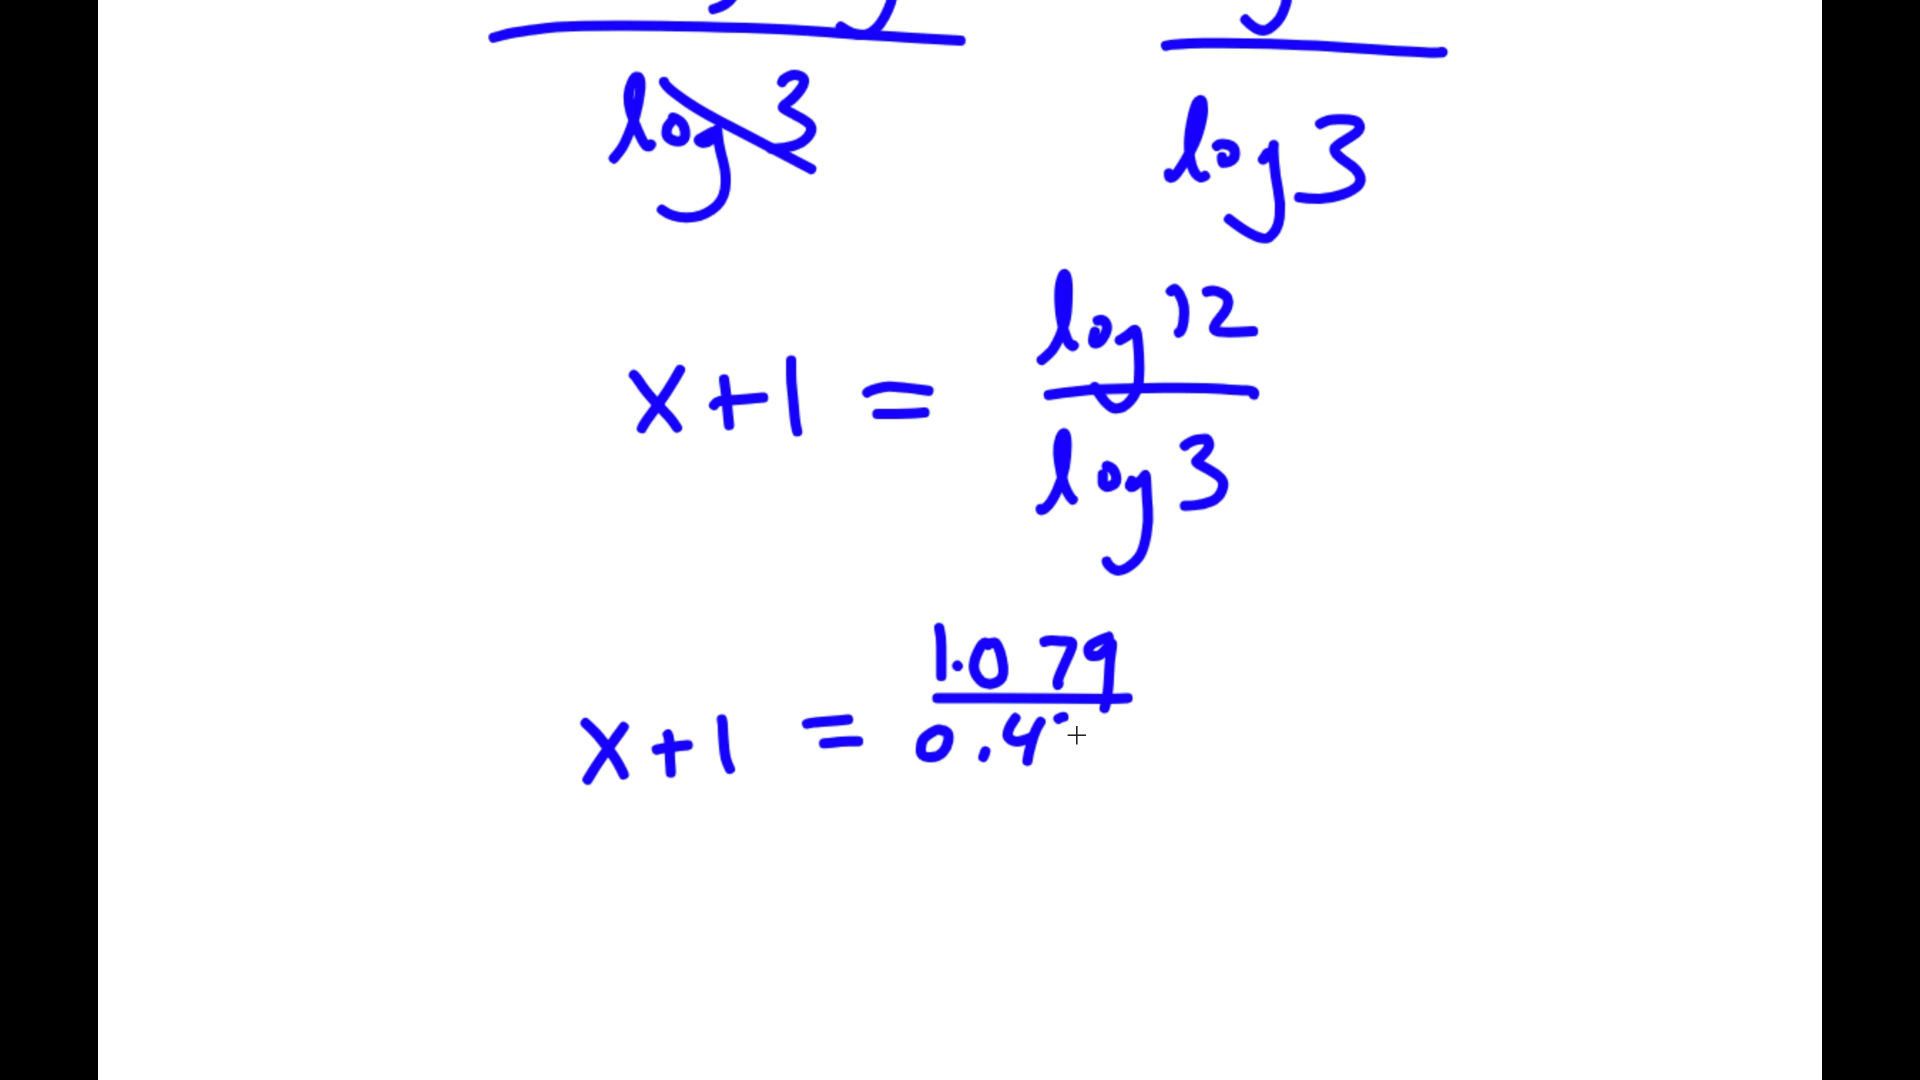 log 3 log 3
x+1 = log 12
log 3
x+1 = 1.079
0.4